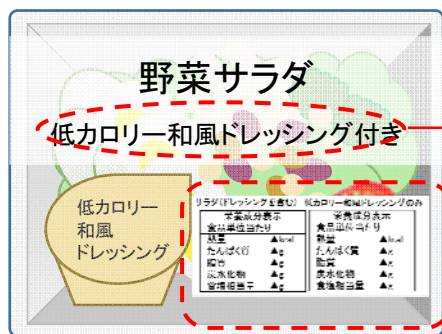 野菜サラダ
低カロリー和風ドレッシング付き
低カロリー
和風
ドレッシング
サラダ(ドレッシングを含む)
栄養成分表示
食品単位当たり
熱量 ▲kcal
たんぱく質 ▲g
脂質 ▲g
炭水化物 ▲g
食塩相当量 ▲g
低カロリー和風ドレッシングのみ
栄養成分表示
食品単位当たり
熱量 ▲kcal
たんぱく質 ▲g
脂質 ▲g
炭水化物 ▲g
食塩相当量 ▲g